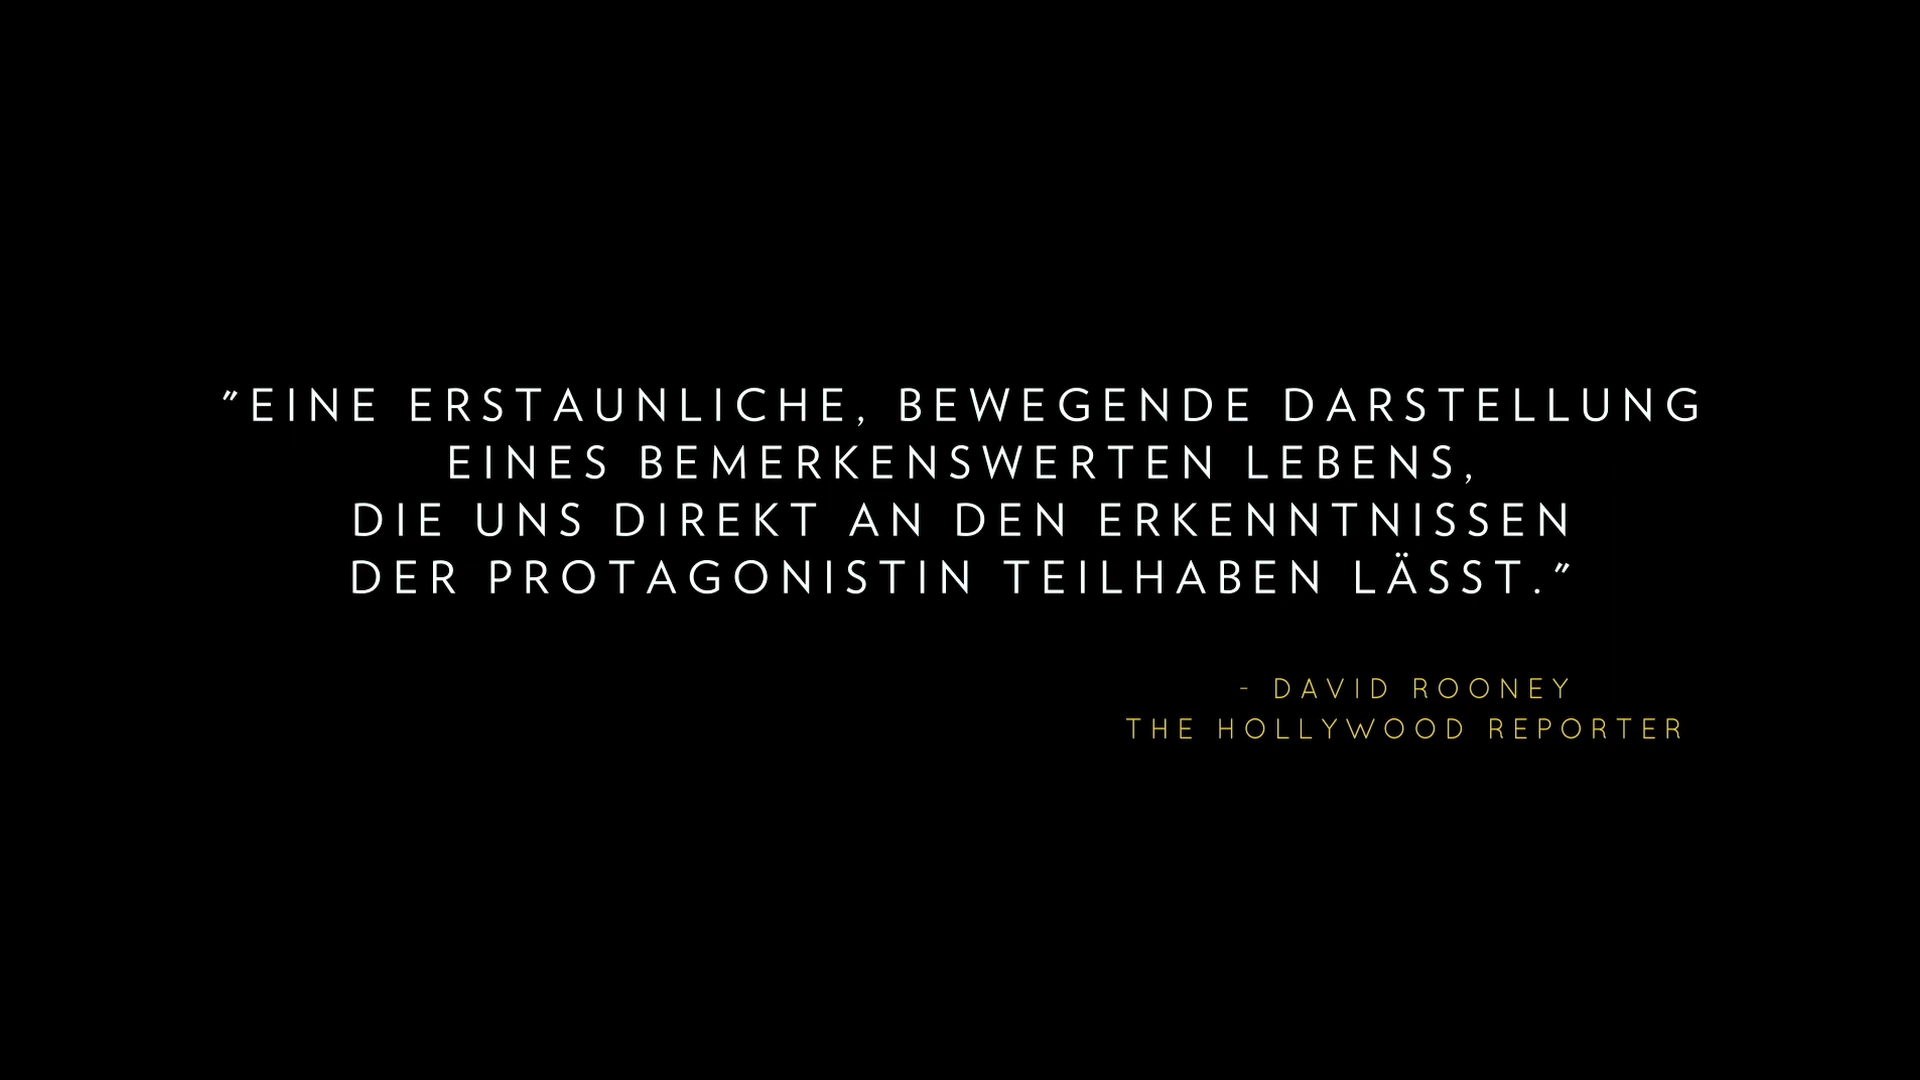 "EINE ERSTAUNLICHE, BEWEGENDE DARSTELLUNG
EINES BEMERKENSWERTEN LEBENS,
DIE UNS DIREKT AN DEN ERKENNTNISSEN
DER PROTAGONISTIN TEILHABEN LÄSST."
- DAVID ROONEY
THE HOLLYWOOD REPORTER